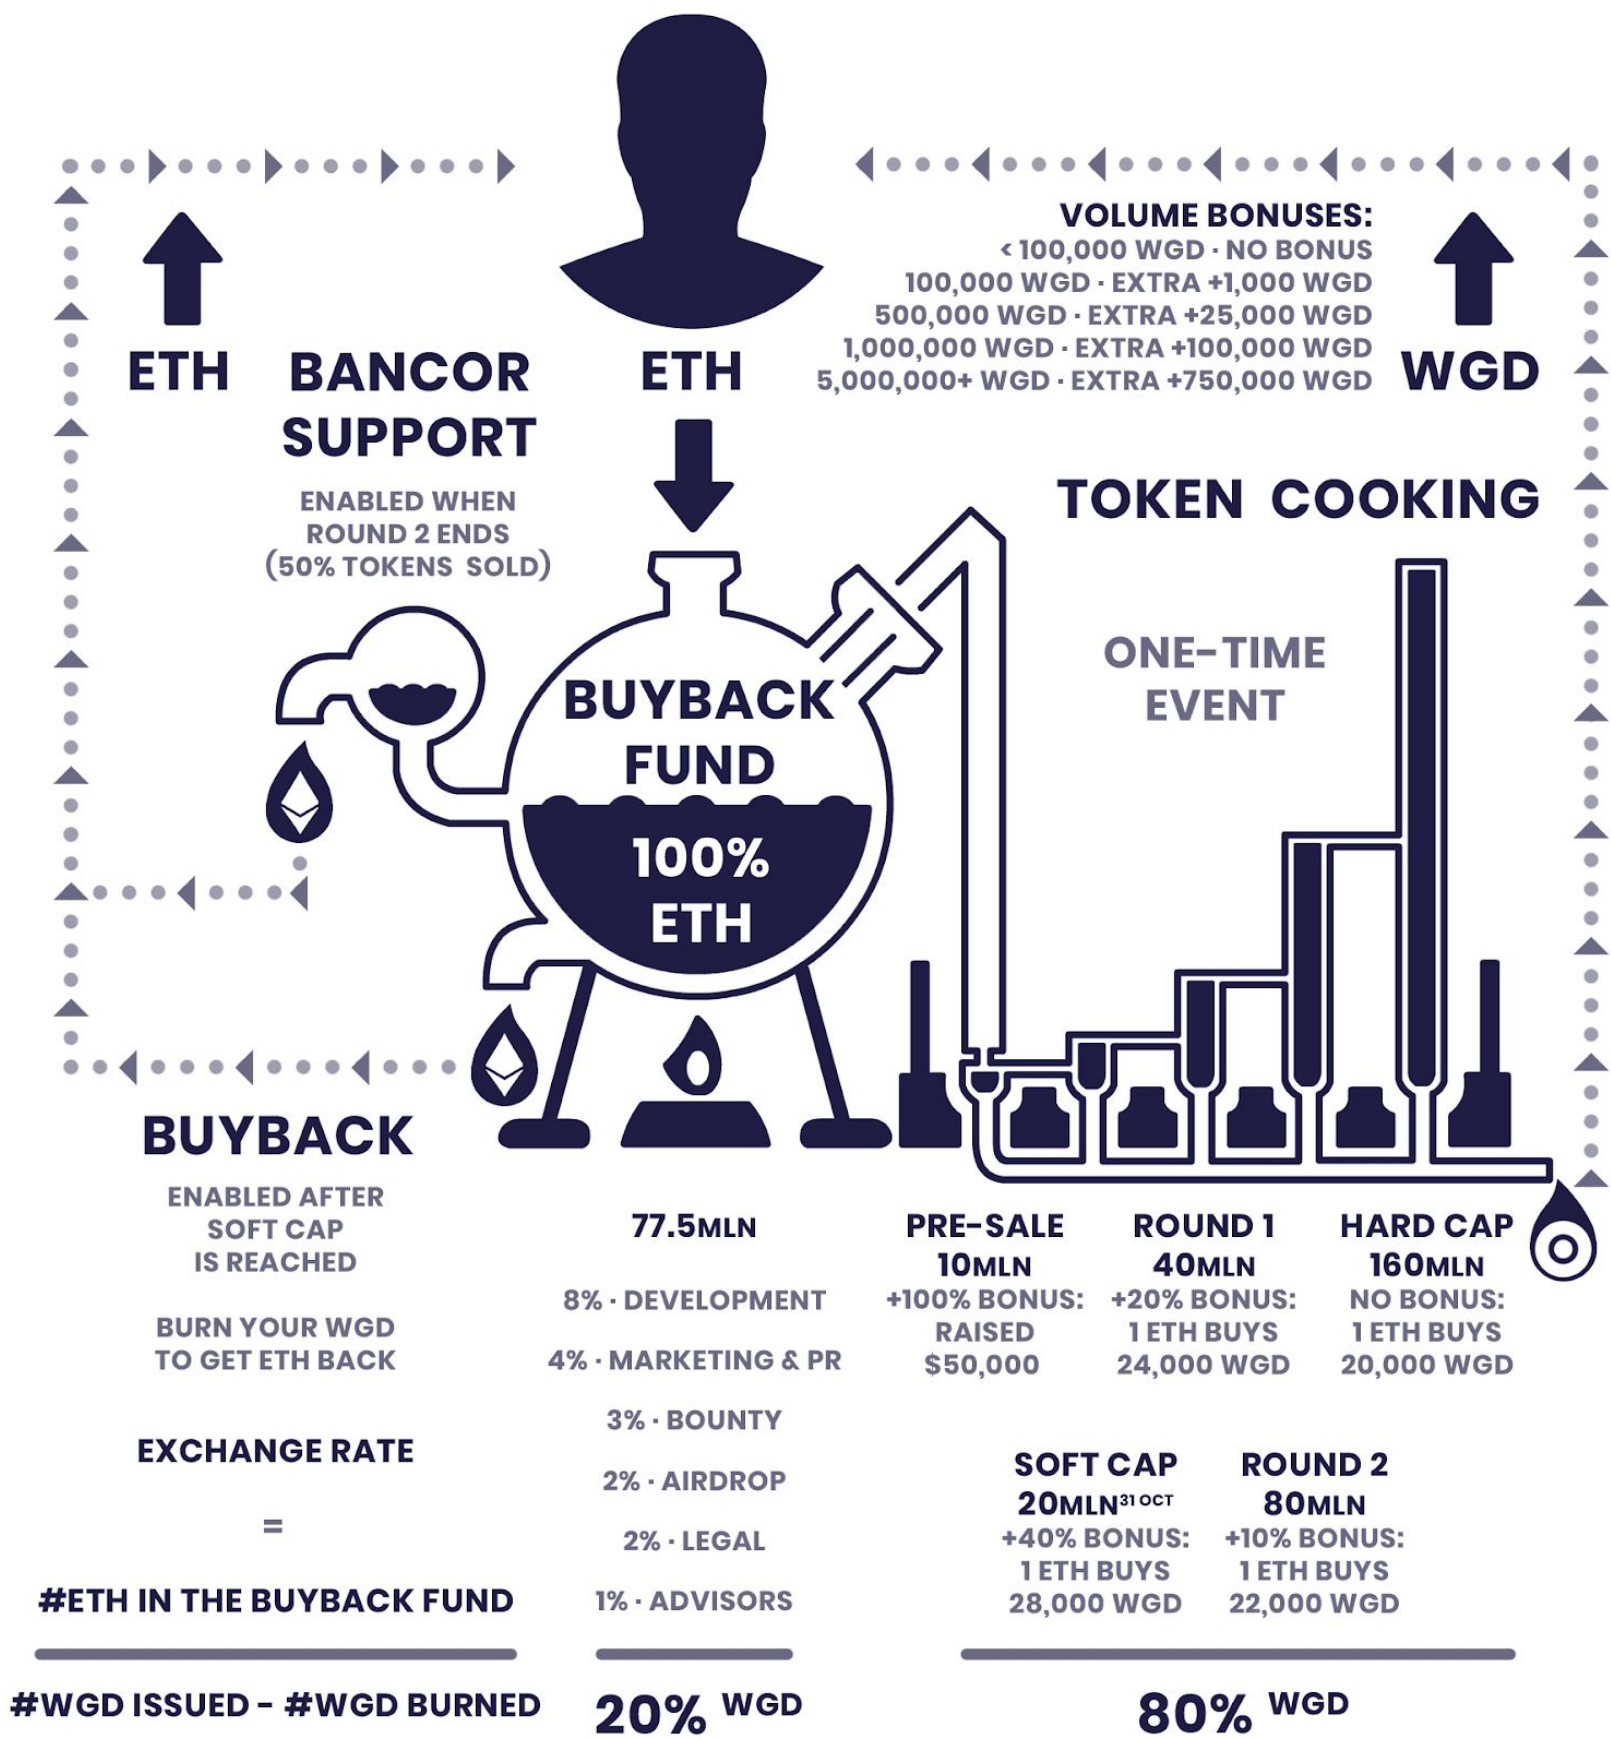 VOLUME BONUSES:
< 100,000 WGD · NO BONUS
100,000 WGD · EXTRA +1,000 WGD
500,000 WGD · EXTRA +25,000 WGD
1,000,000 WGD · EXTRA +100,000 WGD
5,000,000+ WGD · EXTRA +750,000 WGD
ETH
BANCOR
SUPPORT
ENABLED WHEN
ROUND 2 ENDS
(50% TOKENS SOLD)
ETH
WGD
TOKEN COOKING
ONE-TIME
EVENT
BUYBACK
FUND
100%
ETH
BUYBACK
ENABLED AFTER
SOFT CAP
IS REACHED
BURN YOUR WGD
TO GET ETH BACK
EXCHANGE RATE
=
#ETH IN THE BUYBACK FUND
#WGD ISSUED - #WGD BURNED
77.5MLN
8% · DEVELOPMENT
4% · MARKETING & PR
3% · BOUNTY
2% · AIRDROP
2% · LEGAL
1% · ADVISORS
20% WGD
PRE-SALE
10MLN
+100% BONUS:
RAISED
$50,000
ROUND 1
40MLN
+20% BONUS:
1 ETH BUYS
24,000 WGD
HARD CAP
160MLN
NO BONUS:
1 ETH BUYS
20,000 WGD
SOFT CAP
20MLN 31 OCT
+40% BONUS:
1 ETH BUYS
28,000 WGD
ROUND 2
80MLN
+10% BONUS:
1 ETH BUYS
22,000 WGD
80% WGD